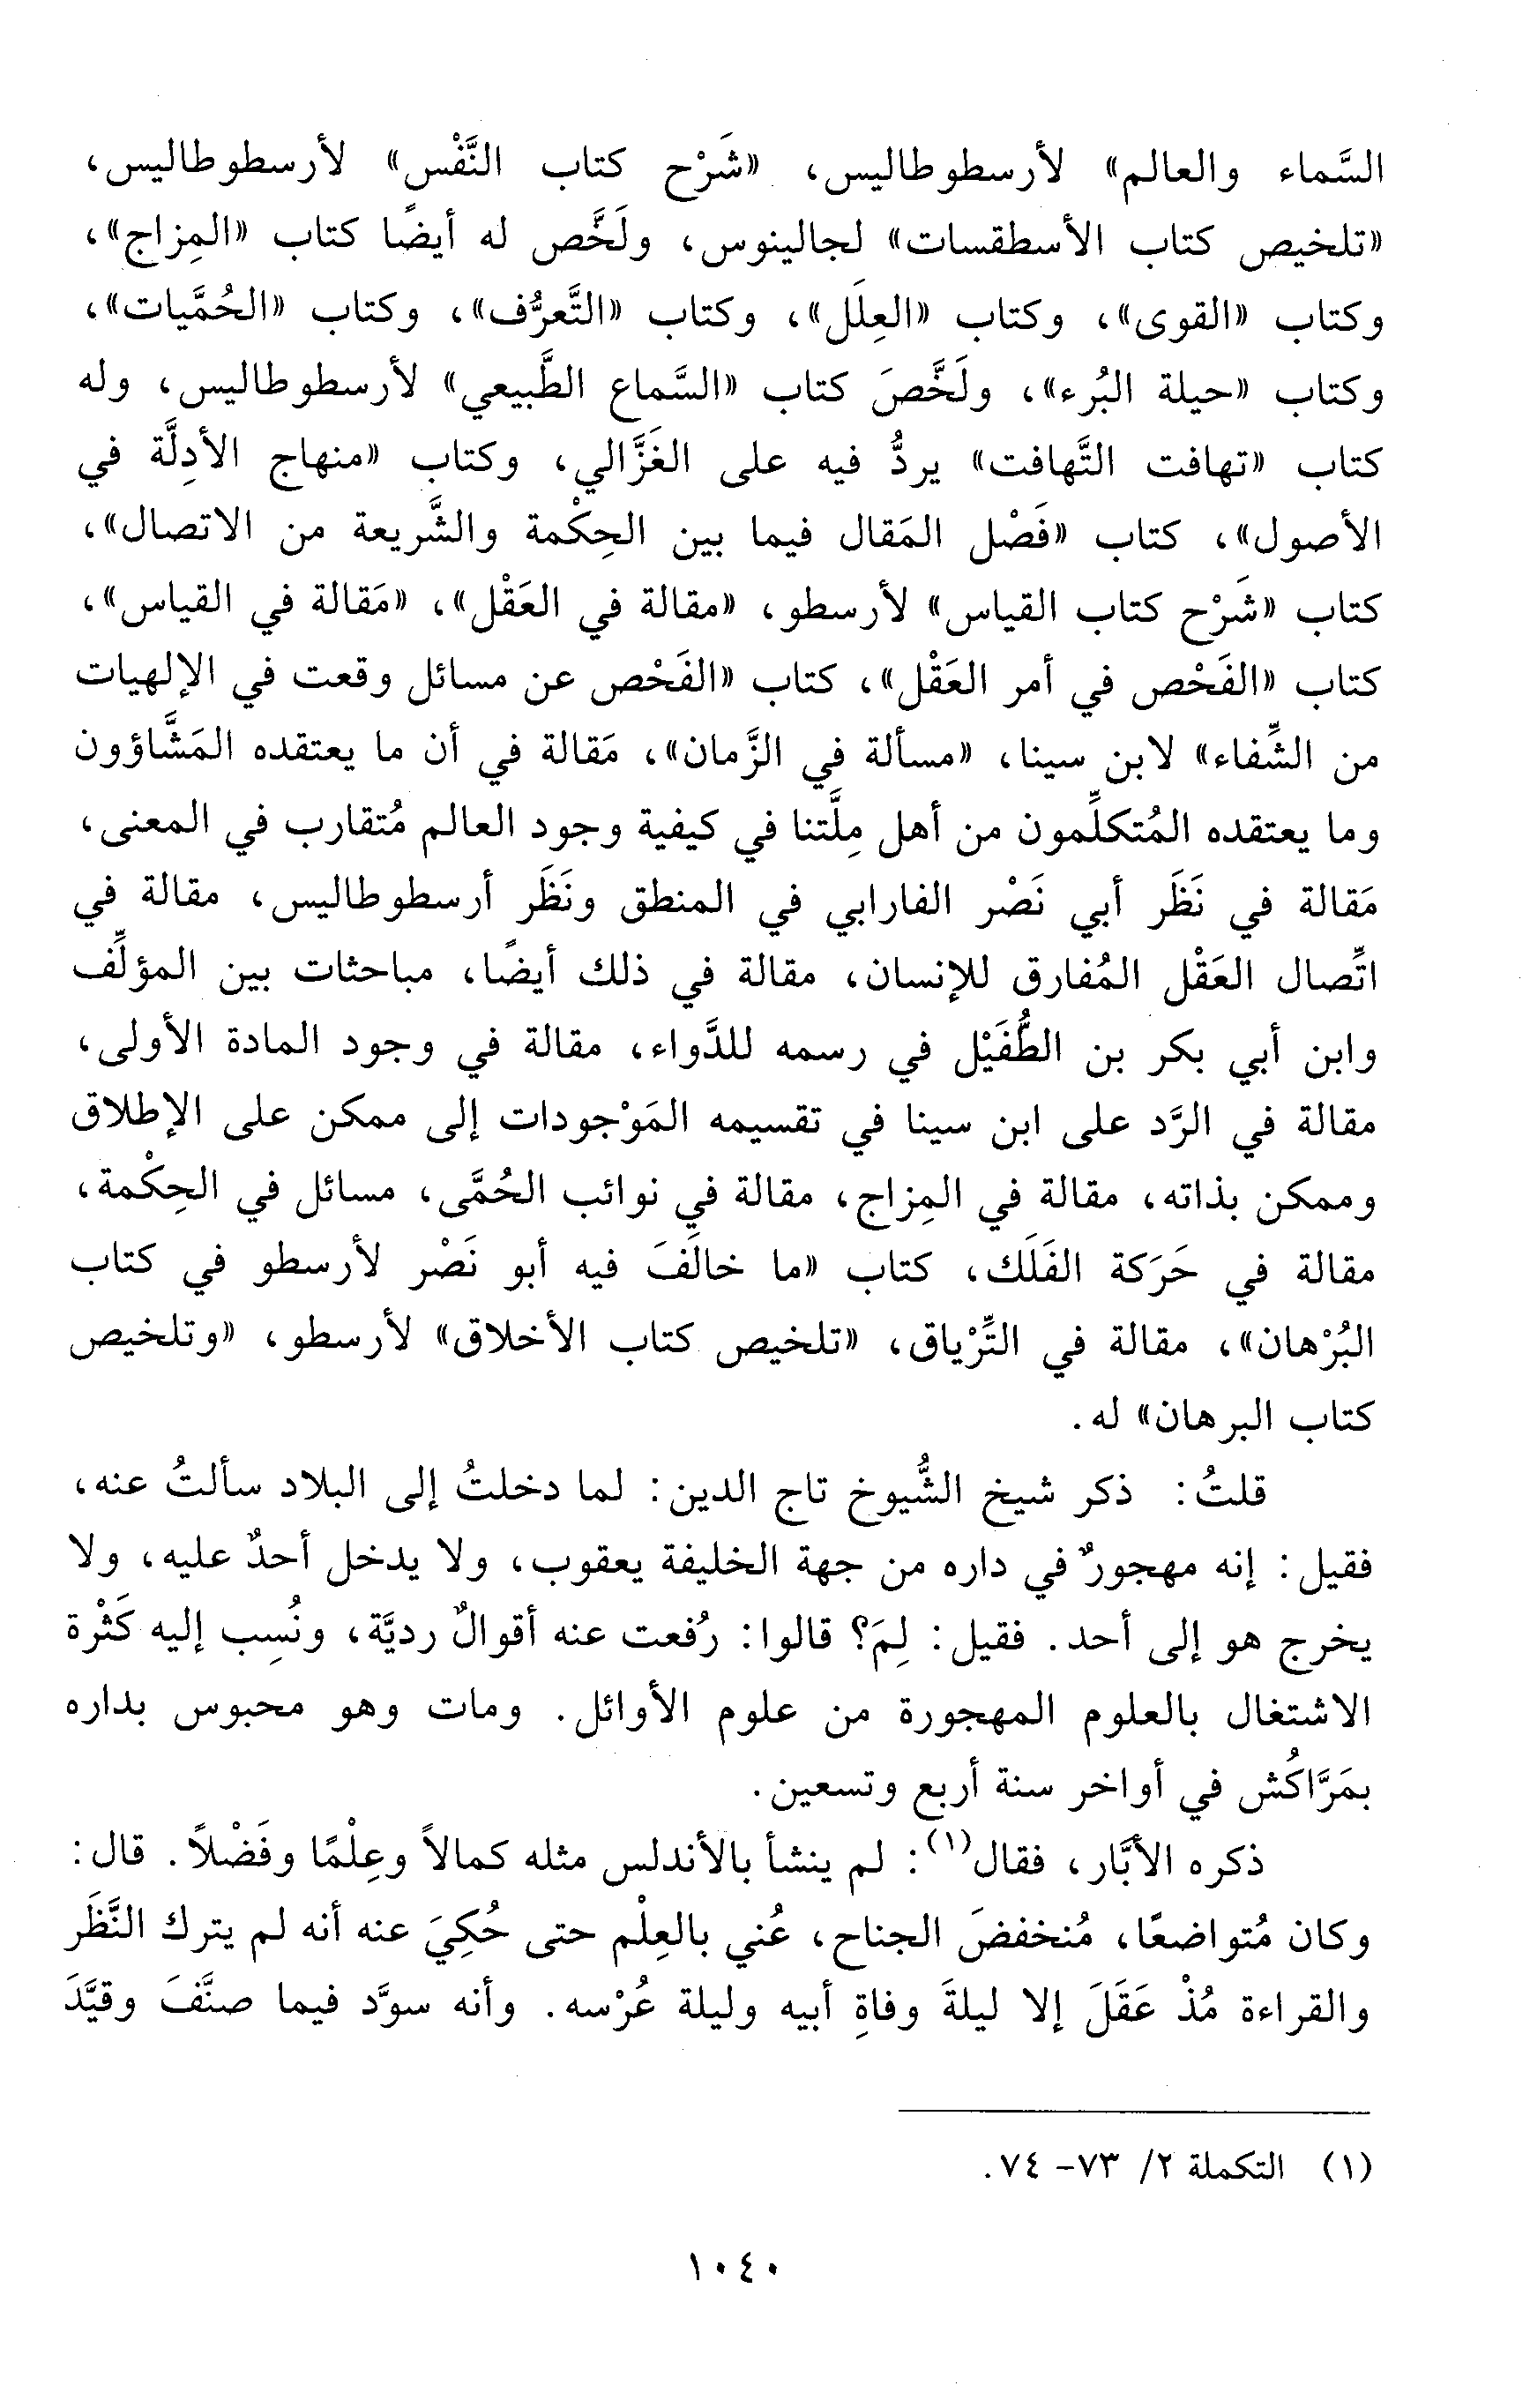 السَّماء والعالم» لأرسطوطاليس، «شَرْح كتاب النَّفْس» لأرسطوطاليس،
«تلخيص كتاب الأسطقسات» لجالينوس، ولَخَّص له أيضًا كتاب «المِزاج»،
وكتاب «القوى»، وكتاب «العِلَل»، وكتاب «التَّعرُّف»، وكتاب «الحُمَّيات»،
وكتاب «حيلة البُرء»، ولَخَّصَ كتاب «السَّماع الطَّبيعي» لأرسطوطاليس، وله
كتاب «تهافت التَّهافت» يردُّ فيه على الغَزَّالي، وكتاب «منهاج الأدِلَّة في
الأصول»، كتاب «فَصْل المَقال فيما بين الحِكْمة والشَّريعة من الاتصال»،
كتاب «شَرْح كتاب القياس» لأرسطو، «مقالة في العَقْل»، «مَقالة في القياس»،
كتاب «الفَحْص في أمر العَقْل»، كتاب «الفَحْص عن مسائل وقعت في الإلهيات
من الشِّفاء» لابن سينا، «مسألة في الزَّمان»، مَقالة في أن ما يعتقده المَشَّاؤون
وما يعتقده المُتكلِّمون من أهل مِلَّتنا في كيفية وجود العالم مُتقارب في المعنى،
مَقالة في نَظَر أبي نَصْر الفارابي في المنطق ونَظَر أرسطوطاليس، مقالة في
اتِّصال العَقْل المُفارق للإنسان، مقالة في ذلك أيضًا، مباحثات بين المؤلِّف
وابن أبي بكر بن الطُّفَيْل في رسمه للدَّواء، مقالة في وجود المادة الأولى،
مقالة في الرَّد على ابن سينا في تقسيمه المَوْجودات إلى ممكن على الإطلاق
وممكن بذاته، مقالة في المِزاج، مقالة في نوائب الحُمَّى، مسائل في الحِكْمة،
مقالة في حَرَكة الفَلَك، كتاب «ما خالَفَ فيه أبو نَصْر لأرسطو في كتاب
البُرْهان»، مقالة في التِّرْياق، «تلخيص كتاب الأخلاق» لأرسطو، «وتلخيص
كتاب البرهان» له.
قلتُ: ذكر شيخ الشُّيوخ تاج الدين: لما دخلتُ إلى البلاد سألتُ عنه،
فقيل: إنه مهجورٌ في داره من جهة الخليفة يعقوب، ولا يدخل أحدٌ عليه، ولا
يخرج هو إلى أحد. فقيل: لِمَ؟ قالوا: رُفعت عنه أقوالٌ رديَّة، ونُسِب إليه كَثْرة
الاشتغال بالعلوم المهجورة من علوم الأوائل. ومات وهو محبوس بداره
بمَرَّاكُش في أواخر سنة أربع وتسعين.
ذكره الأبَّار، فقال(١): لم ينشأ بالأندلس مثله كمالاً وعِلْمًا وفَضْلاً. قال:
وكان مُتواضعًا، مُنخفضَ الجناح، عُني بالعِلْم حتى حُكِيَ عنه أنه لم يترك النَّظَر
والقراءة مُذْ عَقَلَ إلا ليلةَ وفاةِ أبيه وليلة عُرْسه. وأنه سوَّد فيما صنَّفَ وقيَّدَ
(١) التكملة ٢/ ٧٣- ٧٤.
١٠٤٠